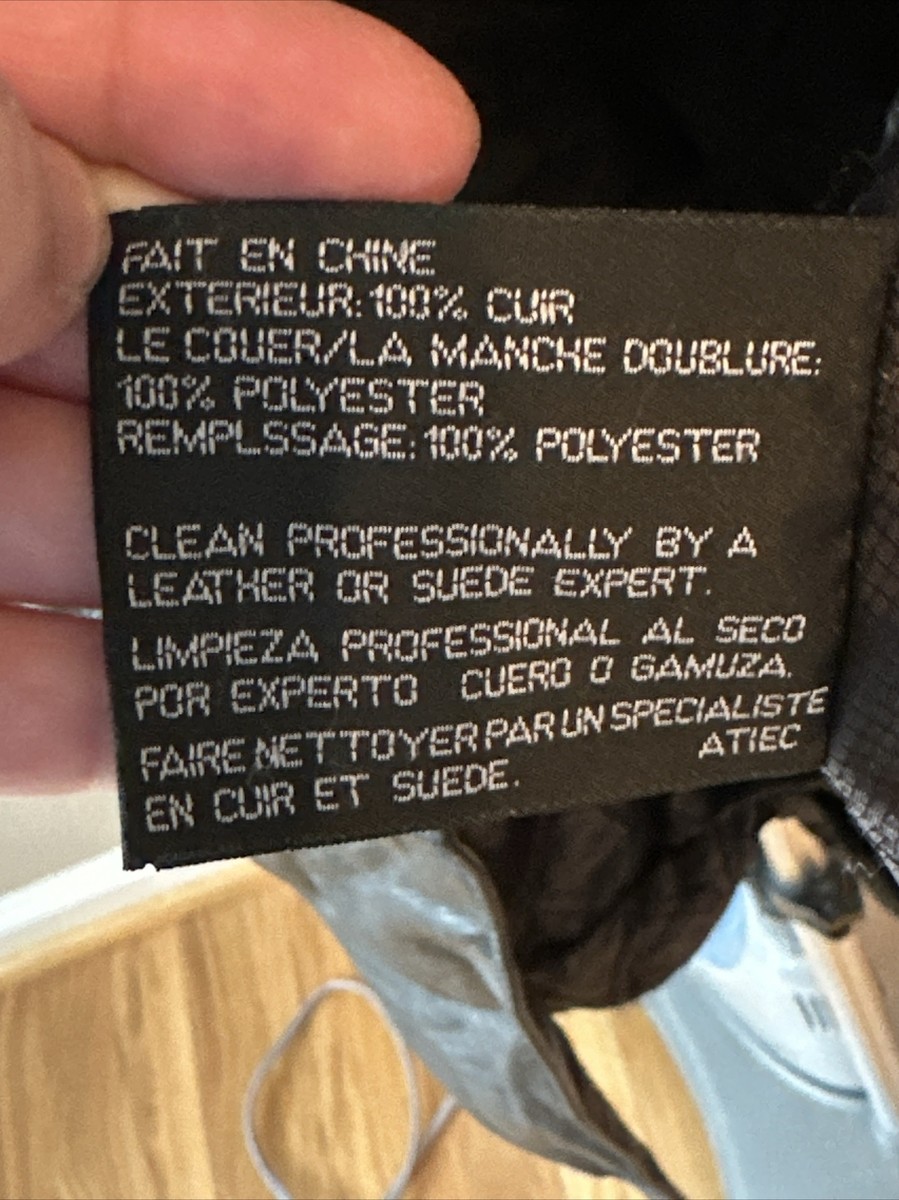 FAIT EN CHINE
EXTERIEUR:100% CUIR
LE COUER/LA MANCHE DOUBLURE:
100% POLYESTER
REMPLSSAGE:100% POLYESTER
CLEAN PROFESSIONALLY BY A
LEATHER OR SUEDE EXPERT.
LIMPIEZA PROFESSIONAL AL SECO
POR EXPERTO CUERO O GAMUZA.
FAIRE NETTOYER PAR UN SPECIALISTE
ATIEC
EN CUIR ET SUEDE.